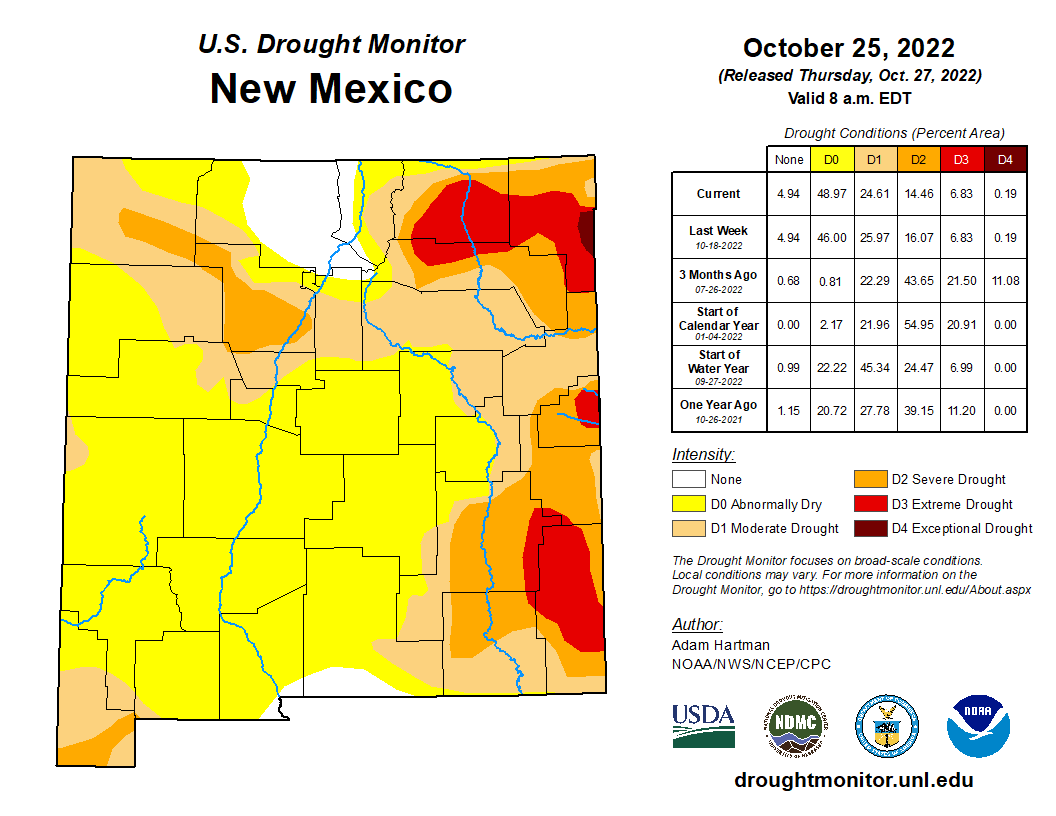 U.S. Drought Monitor
New Mexico
October 25, 2022
(Released Thursday, Oct. 27, 2022)
Valid 8 a.m. EDT
Drought Conditions (Percent Area)
None D0 D1 D2 D3 D4
Current 4.94 48.97 24.61 14.46 6.83 0.19
Last Week
10-18-2022
4.94 46.00 25.97 16.07 6.83 0.19
3 Months Ago
07-26-2022
0.68 0.81 22.29 43.65 21.50 11.08
Start of
Calendar Year
01-04-2022
0.00 2.17 21.96 54.95 20.91 0.00
Start of
Water Year
09-27-2022
0.99 22.22 45.34 24.47 6.99 0.00
One Year Ago
10-26-2021
1.15 20.72 27.78 39.15 11.20 0.00
Intensity:
None
D0 Abnormally Dry
D1 Moderate Drought
D2 Severe Drought
D3 Extreme Drought
D4 Exceptional Drought
The Drought Monitor focuses on broad-scale conditions.
Local conditions may vary. For more information on the
Drought Monitor, go to https://droughtmonitor.unl.edu/About.aspx
Author:
Adam Hartman
NOAA/NWS/NCEP/CPC
USDA
NDMC
NOAA
droughtmonitor.unl.edu